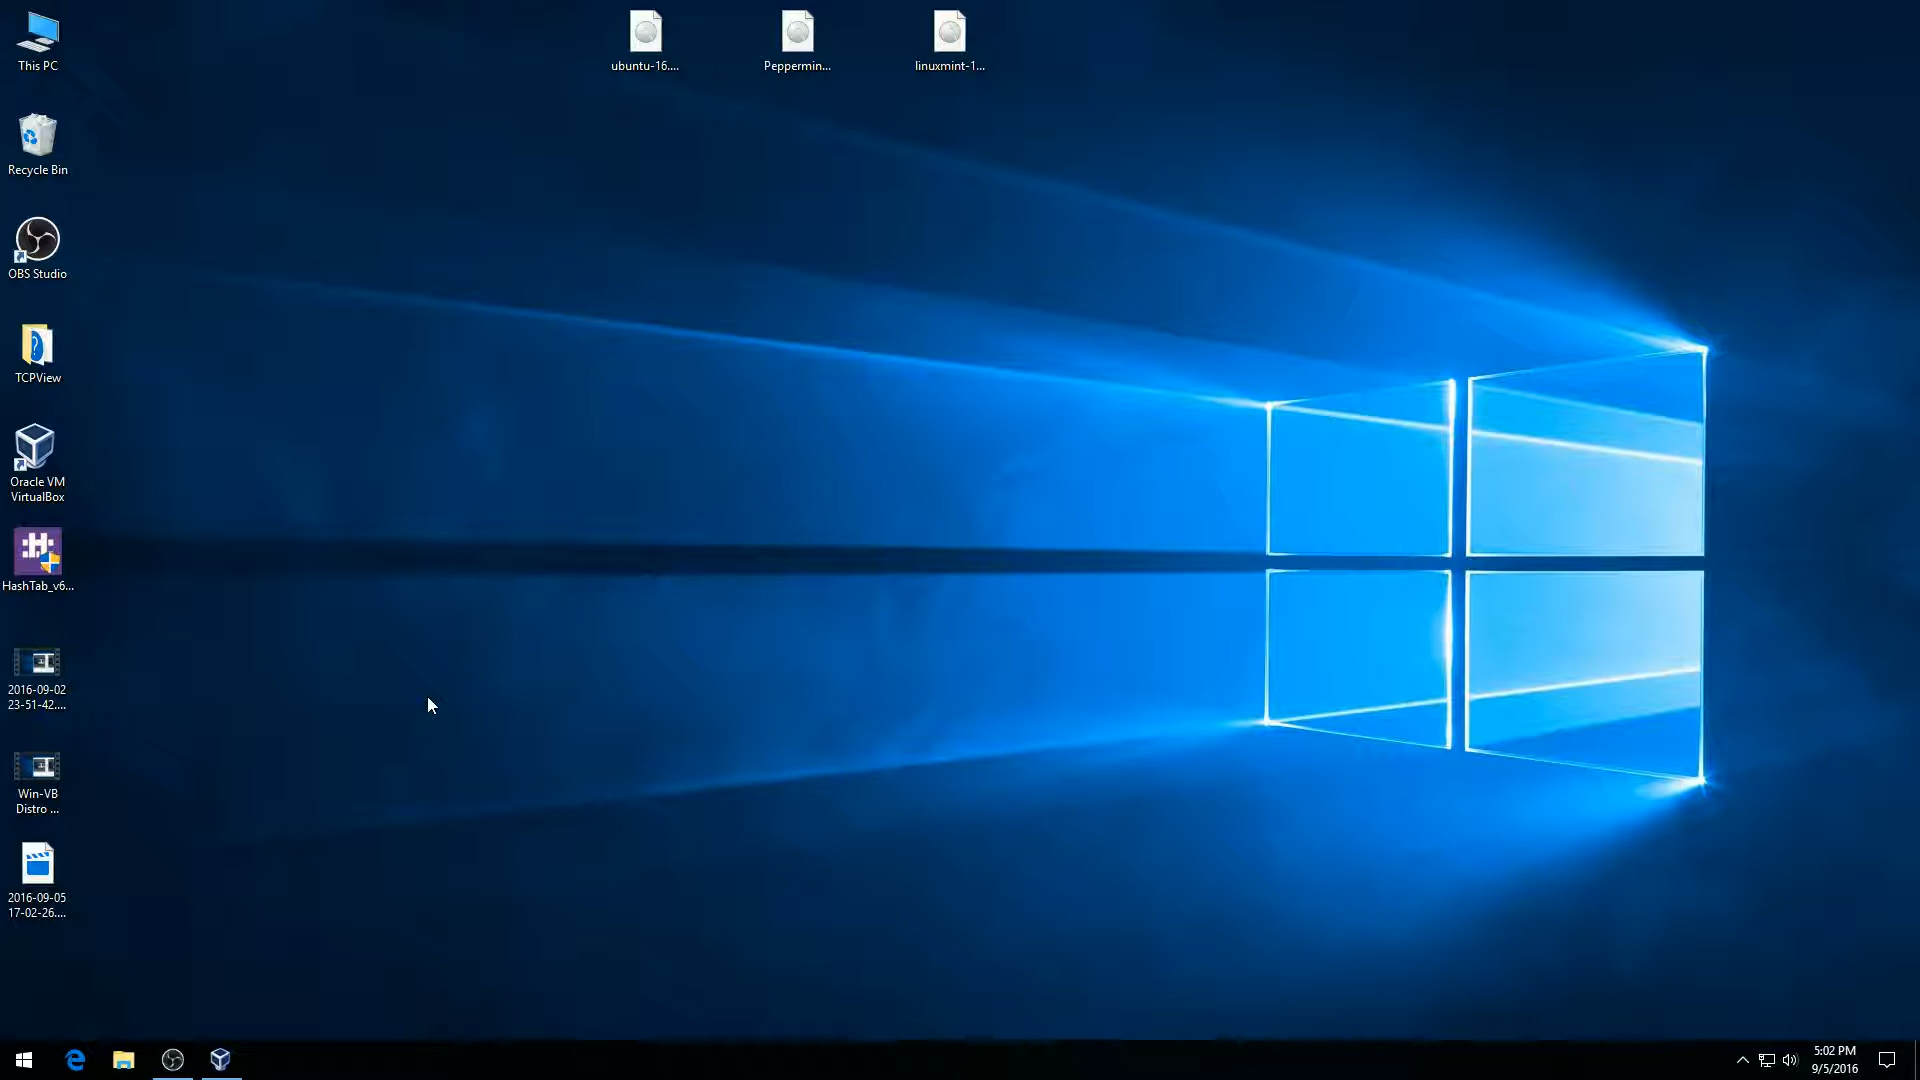 This PC
Recycle Bin
OBS Studio
TCPView
Oracle VM
VirtualBox
HashTab_v6...
2016-09-02
23-51-42....
Win-VB
Distro ...
2016-09-05
17-02-26....
ubuntu-16....
Peppermin...
linuxmint-1...
5:02 PM
9/5/2016